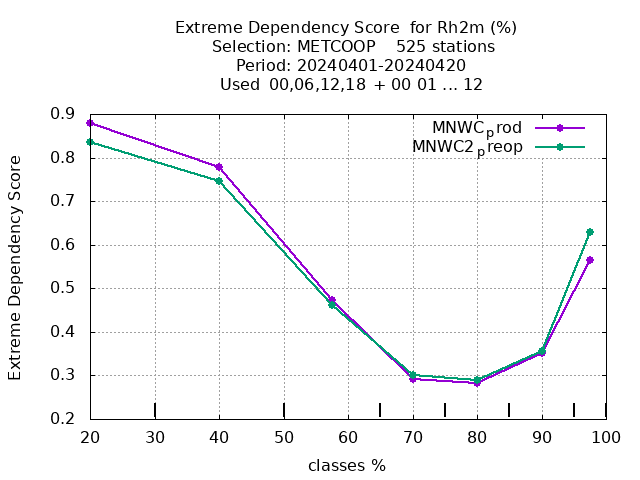 Extreme Dependency Score for Rh2m (%)
Selection: METCOOP 525 stations
Period: 20240401-20240420
Used 00,06,12,18 + 00 01 ... 12
0.9
0.8
0.7
0.6
0.5
0.4
0.3
0.2
Extreme Dependency Score
MNWCprod
MNWC2preop
20 30 40 50 60 70 80 90 100
classes %